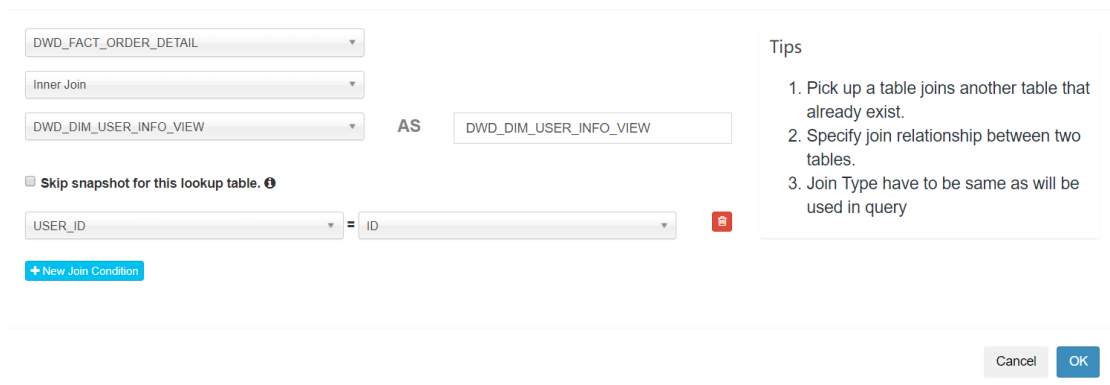 DWD_FACT_ORDER_DETAIL
Inner Join
DWD_DIM_USER_INFO_VIEW
AS
DWD_DIM_USER_INFO_VIEW
Skip snapshot for this lookup table.
USER_ID
=
ID
New Join Condition
Tips
1. Pick up a table joins another table that
already exist.
2. Specify join relationship between two
tables.
3. Join Type have to be same as will be
used in query
Cancel
OK